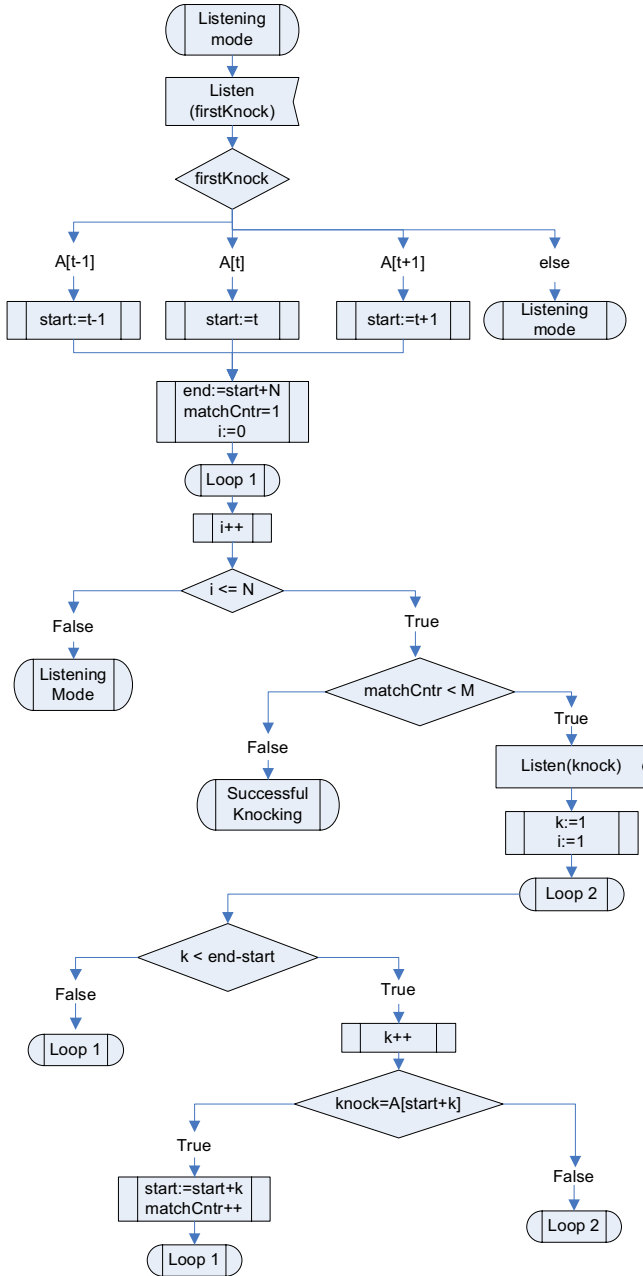 Listening
mode
Listen
(firstKnock)
firstKnock
A[t-1]
A[t]
A[t+1]
else
start:=t-1
start:=t
start:=t+1
Listening
mode
end:=start+N
matchCntr=1
i:=0
Loop 1
i++
i <= N
False
True
Listening
Mode
matchCntr < M
False
True
Successful
Knocking
Listen(knock)
k:=1
i:=1
Loop 2
k < end-start
False
True
Loop 1
k++
knock=A[start+k]
True
False
start:=start+k
matchCntr++
Loop 1
Loop 2